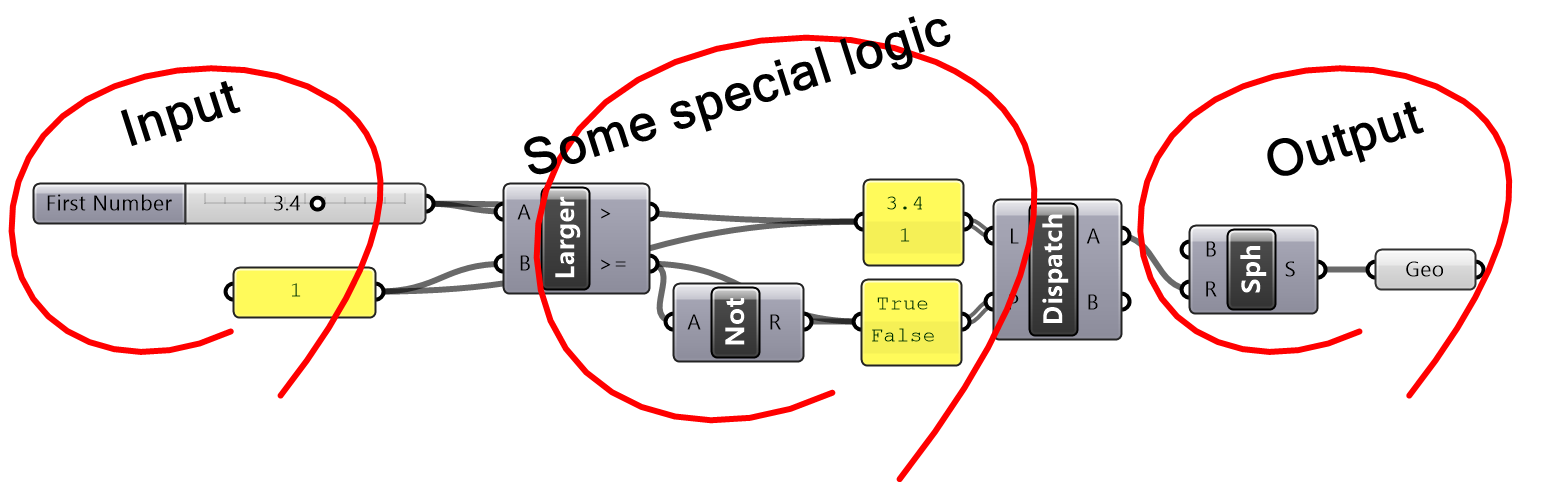 Input
Some special logic
Output
First Number
3.4
1
A
B
Larger
>
>=
A
Not
R
3.4
1
True
False
L
P
Dispatch
A
B
B
R
Sph
S
Geo